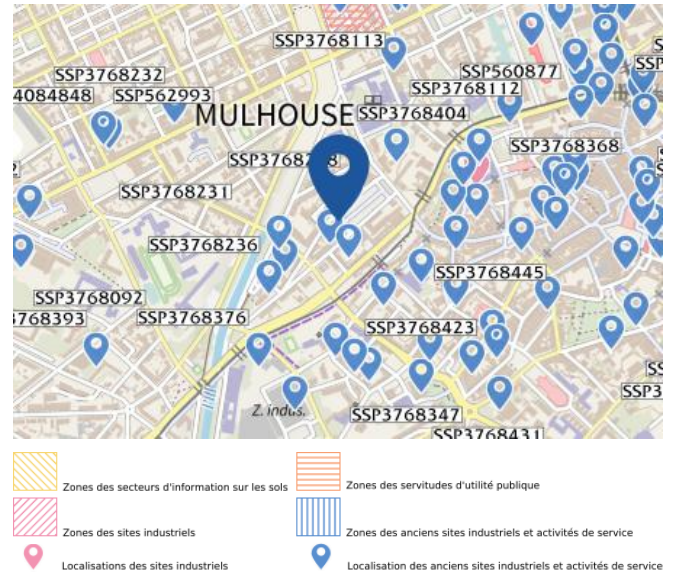 SSP3768113
SSP3768232
SSP560877
4084848
SSP562993
SSP3768112
MULHOUSE
SSP3768404
SSP3768368
SSP3768231
SSP3768236
SSP3768445
SSP3768092
3768393
SSP3768376
SSP3768423
Z. indus.
SSP3768347
SSP3768431
Zones des secteurs d'information sur les sols
Zones des servitudes d'utilité publique
Zones des sites industriels
Zones des anciens sites industriels et activités de service
Localisations des sites industriels
Localisation des anciens sites industriels et activités de service